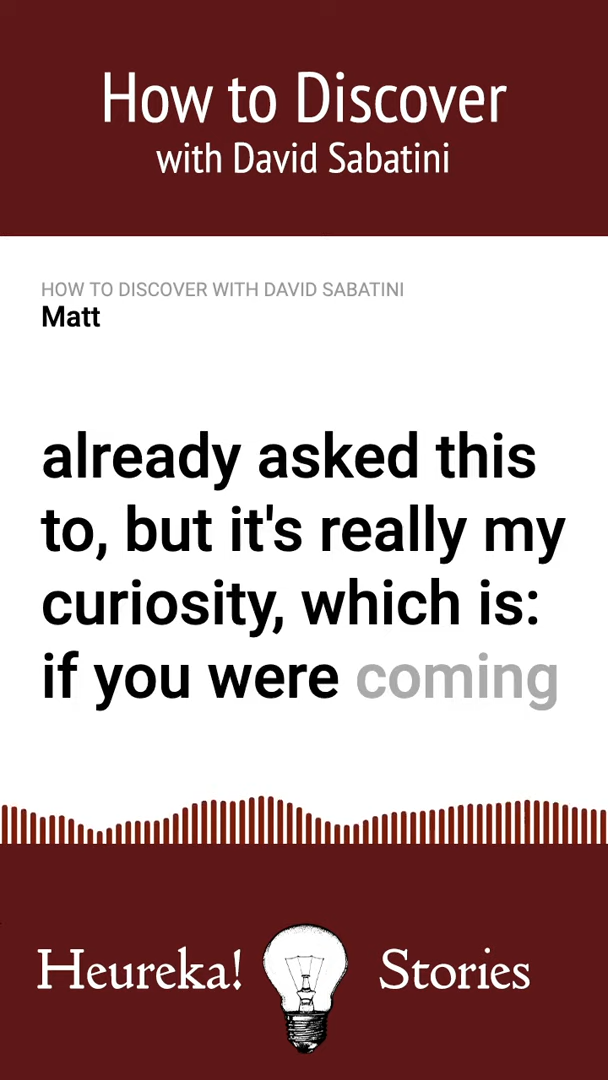 How to Discover
with David Sabatini
HOW TO DISCOVER WITH DAVID SABATINI
Matt
already asked this
to, but it's really my
curiosity, which is:
if you were coming
Heureka! Stories